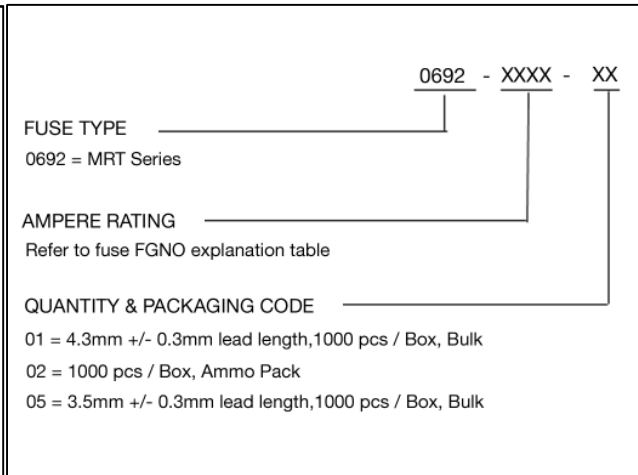 0692 - XXXX - XX
FUSE TYPE
0692 = MRT Series
AMPERE RATING
Refer to fuse FGNO explanation table
QUANTITY & PACKAGING CODE
01 = 4.3mm +/- 0.3mm lead length,1000 pcs / Box, Bulk
02 = 1000 pcs / Box, Ammo Pack
05 = 3.5mm +/- 0.3mm lead length,1000 pcs / Box, Bulk